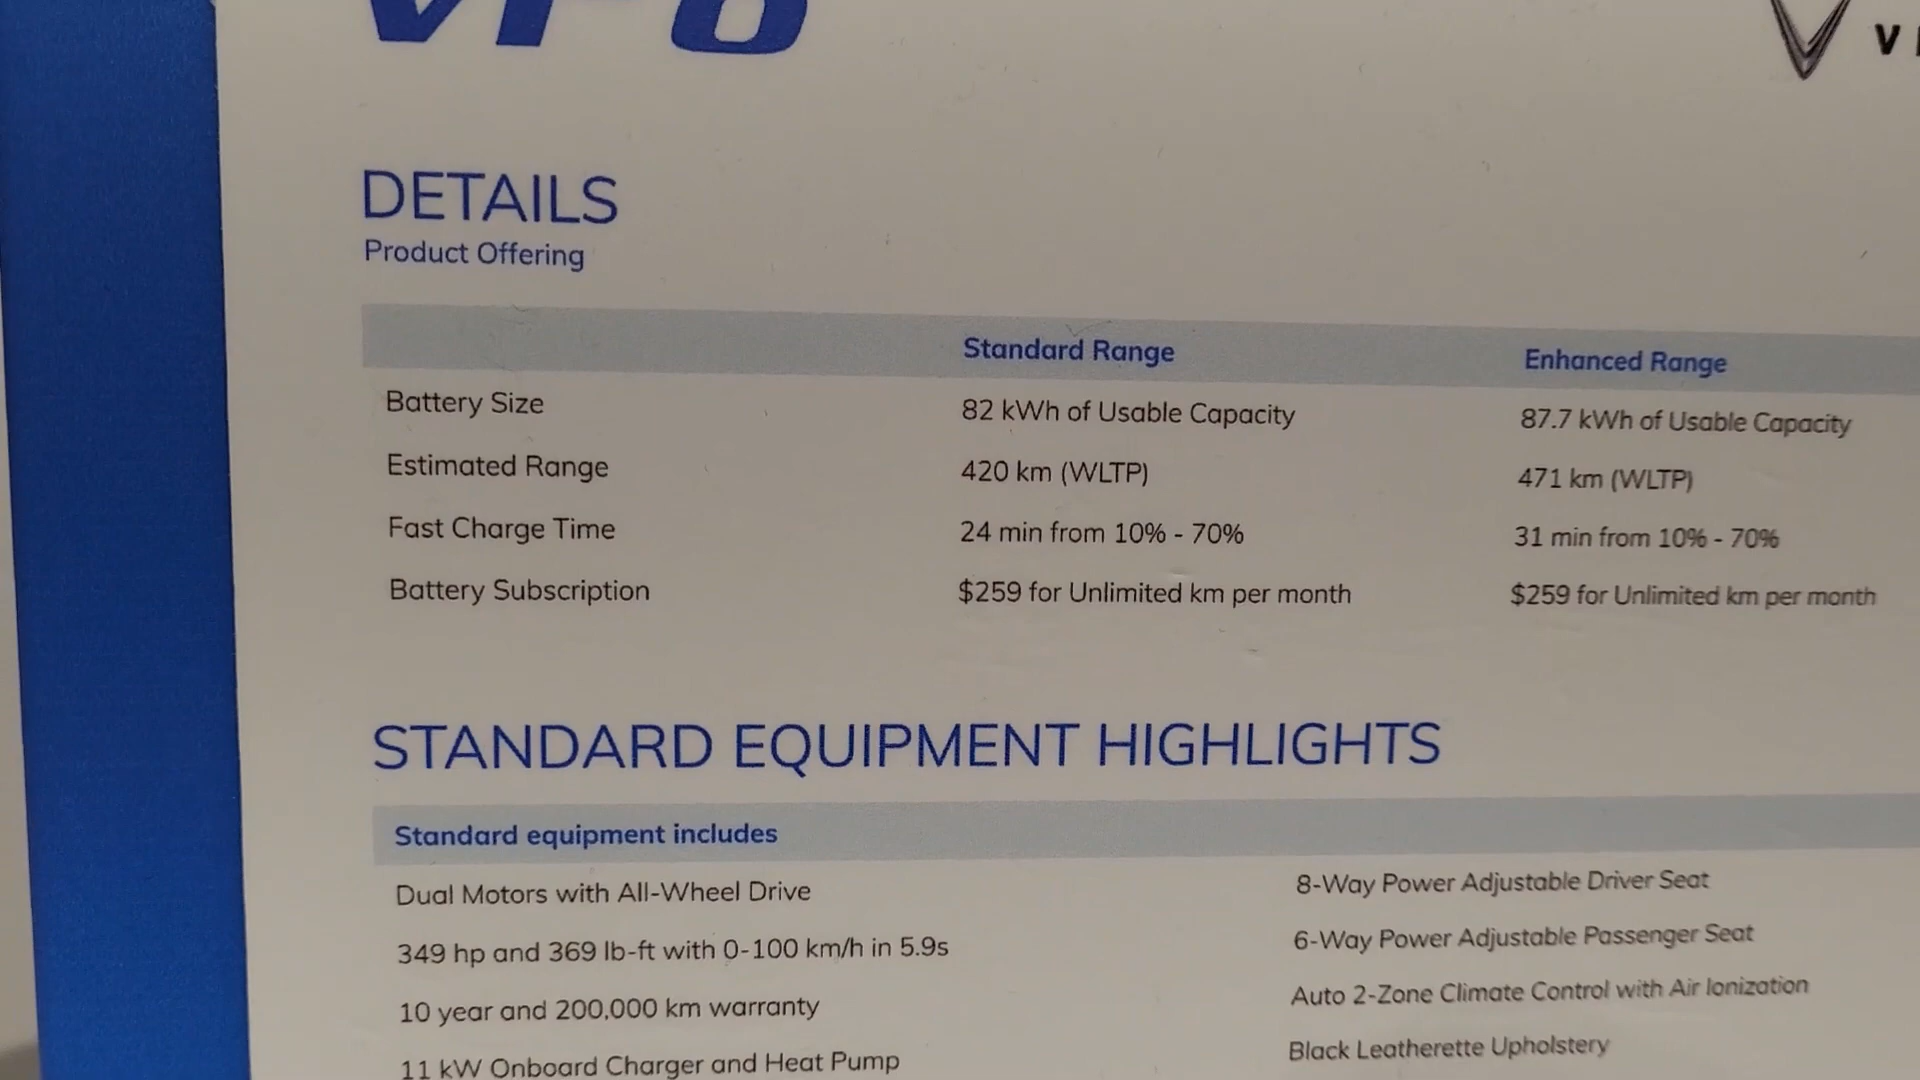 DETAILS
Product Offering
Standard Range Enhanced Range
Battery Size 82 kWh of Usable Capacity 87.7 kWh of Usable Capacity
Estimated Range 420 km (WLTP) 471 km (WLTP)
Fast Charge Time 24 min from 10% - 70% 31 min from 10% - 70%
Battery Subscription $259 for Unlimited km per month $259 for Unlimited km per month
STANDARD EQUIPMENT HIGHLIGHTS
Standard equipment includes
Dual Motors with All-Wheel Drive 8-Way Power Adjustable Driver Seat
349 hp and 369 lb-ft with 0-100 km/h in 5.9s 6-Way Power Adjustable Passenger Seat
10 year and 200,000 km warranty Auto 2-Zone Climate Control with Air Ionization
11 kW Onboard Charger and Heat Pump Black Leatherette Upholstery